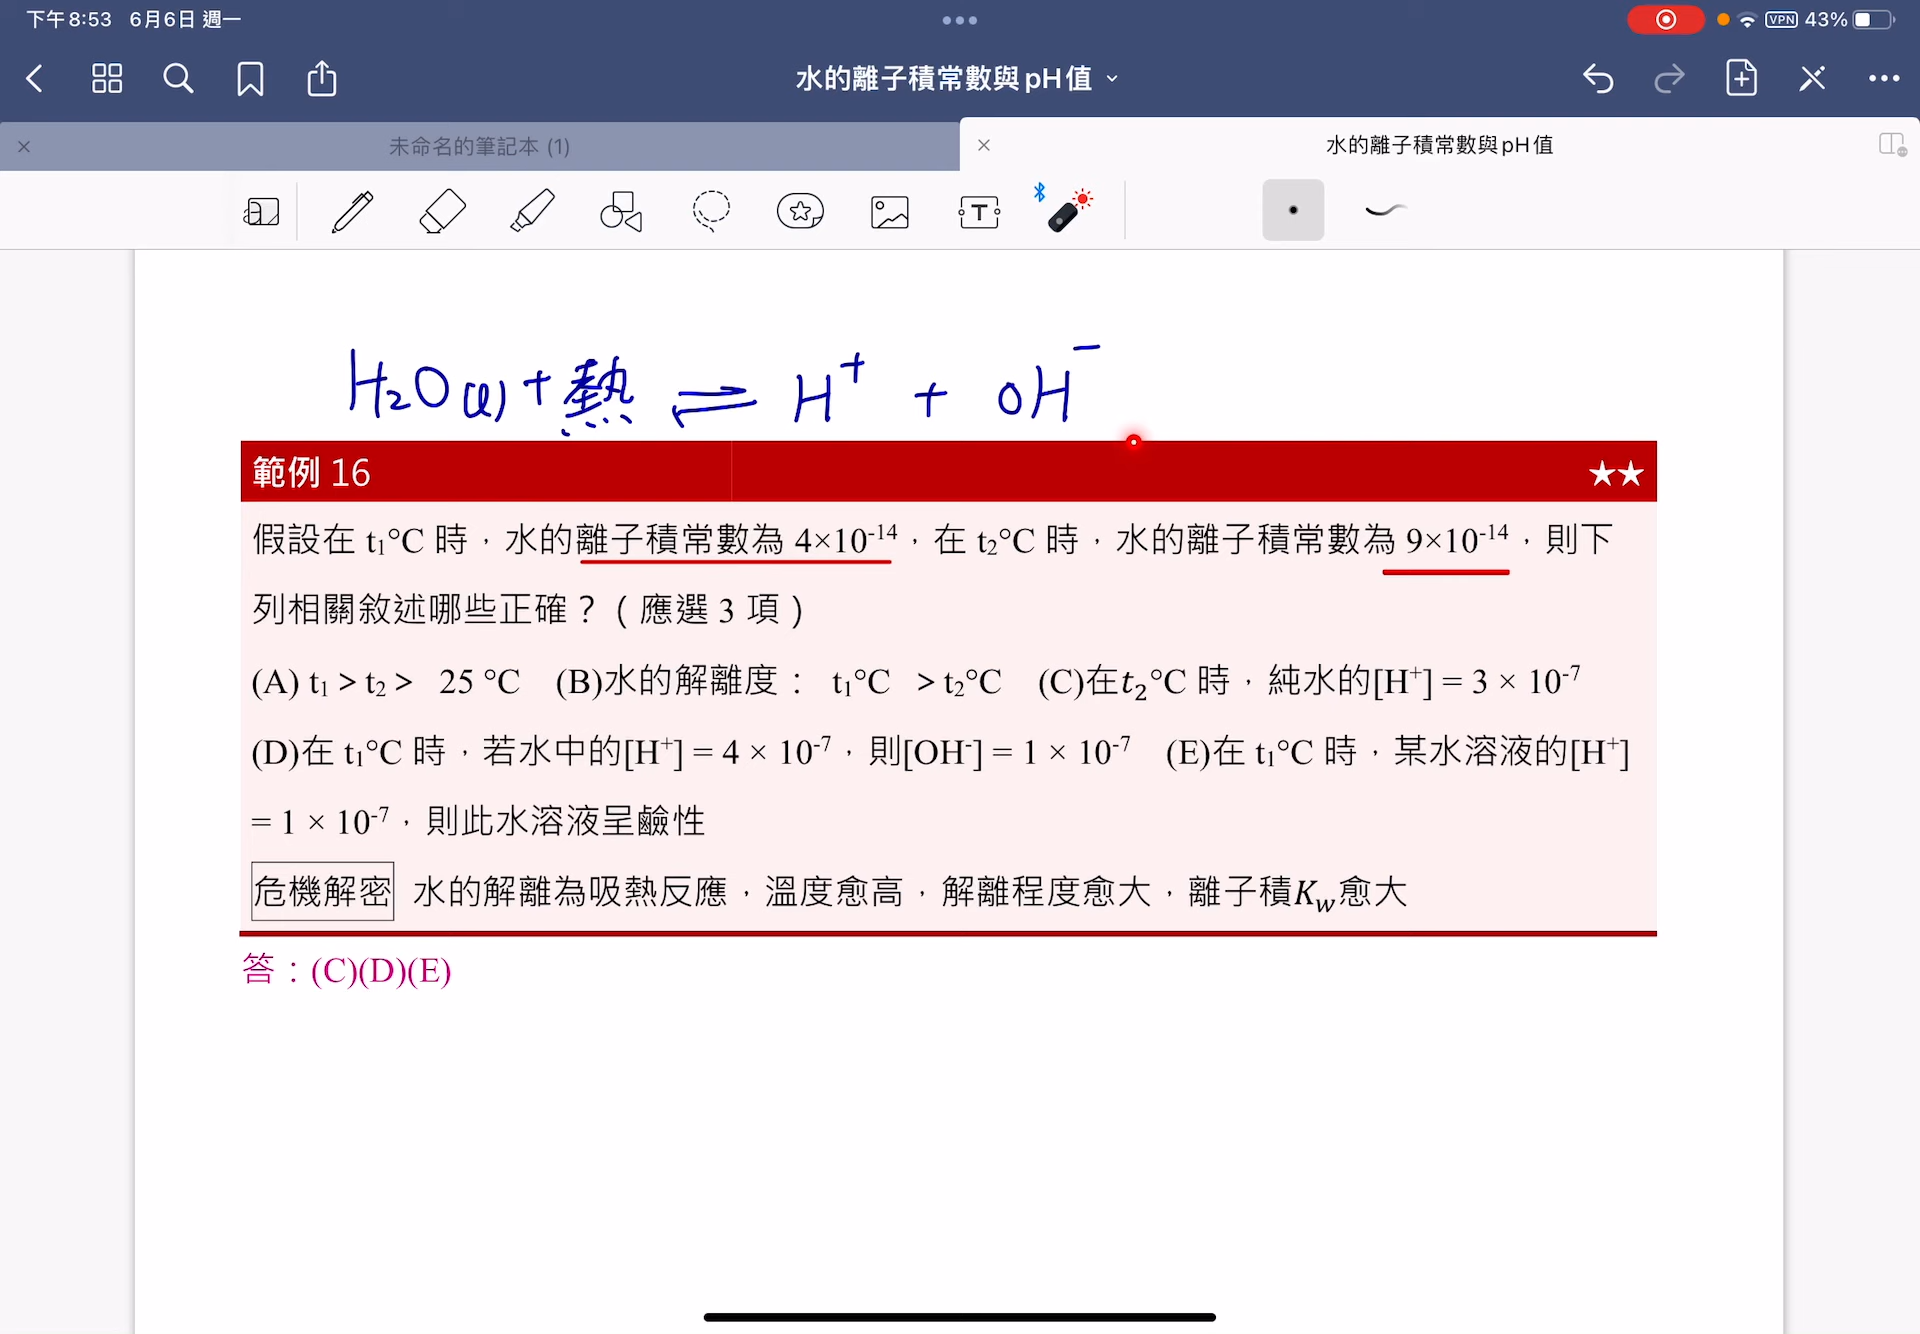 下午8:53 6月6日 週一
VPN 43%
水的離子積常數與pH值
未命名的筆記本 (1)
水的離子積常數與pH值
H₂O(l) + 熱 ⇌ H⁺ + OH⁻
範例 16 ★★
假設在 t₁°C 時，水的離子積常數為 4×10⁻¹⁴，在 t₂°C 時，水的離子積常數為 9×10⁻¹⁴，則下
列相關敘述哪些正確？（應選 3 項）
(A) t₁ > t₂ > 25 °C (B)水的解離度： t₁°C > t₂°C (C)在t₂°C 時，純水的[H⁺] = 3 × 10⁻⁷
(D)在 t₁°C 時，若水中的[H⁺] = 4 × 10⁻⁷，則[OH⁻] = 1 × 10⁻⁷ (E)在 t₁°C 時，某水溶液的[H⁺]
= 1 × 10⁻⁷，則此水溶液呈鹼性
危機解密 水的解離為吸熱反應，溫度愈高，解離程度愈大，離子積K𝑤愈大
答：(C)(D)(E)